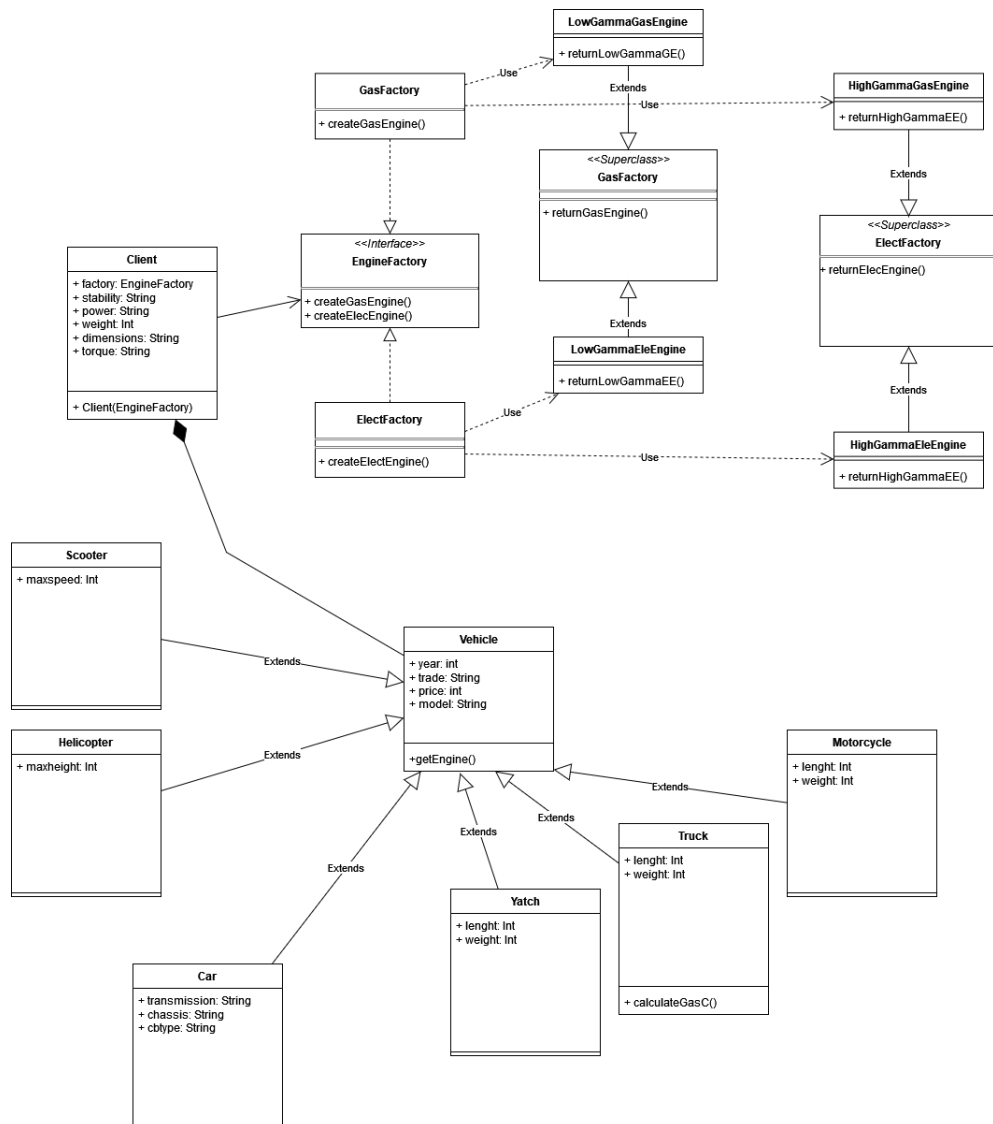 LowGammaGasEngine
+ returnLowGammaGE()
Use
GasFactory
+ createGasEngine()
Extends
Use
HighGammaGasEngine
+ returnHighGammaEE()
<<Superclass>>
GasFactory
+ returnGasEngine()
Extends
<<Superclass>>
ElectFactory
+ returnElecEngine()
<<Interface>>
EngineFactory
+ createGasEngine()
+ createElecEngine()
Client
+ factory: EngineFactory
+ stability: String
+ power: String
+ weight: Int
+ dimensions: String
+ torque: String
+ Client(EngineFactory)
Extends
LowGammaEleEngine
+ returnLowGammaEE()
Extends
ElectFactory
+ createElectEngine()
Use
Use
HighGammaEleEngine
+ returnHighGammaEE()
Scooter
+ maxspeed: Int
Extends
Vehicle
+ year: int
+ trade: String
+ price: int
+ model: String
+getEngine()
Helicopter
+ maxheight: Int
Extends
Motorcycle
+ lenght: Int
+ weight: Int
Extends
Extends
Extends
Extends
Truck
+ lenght: Int
+ weight: Int
+ calculateGasC()
Yatch
+ lenght: Int
+ weight: Int
Car
+ transmission: String
+ chassis: String
+ cbtype: String